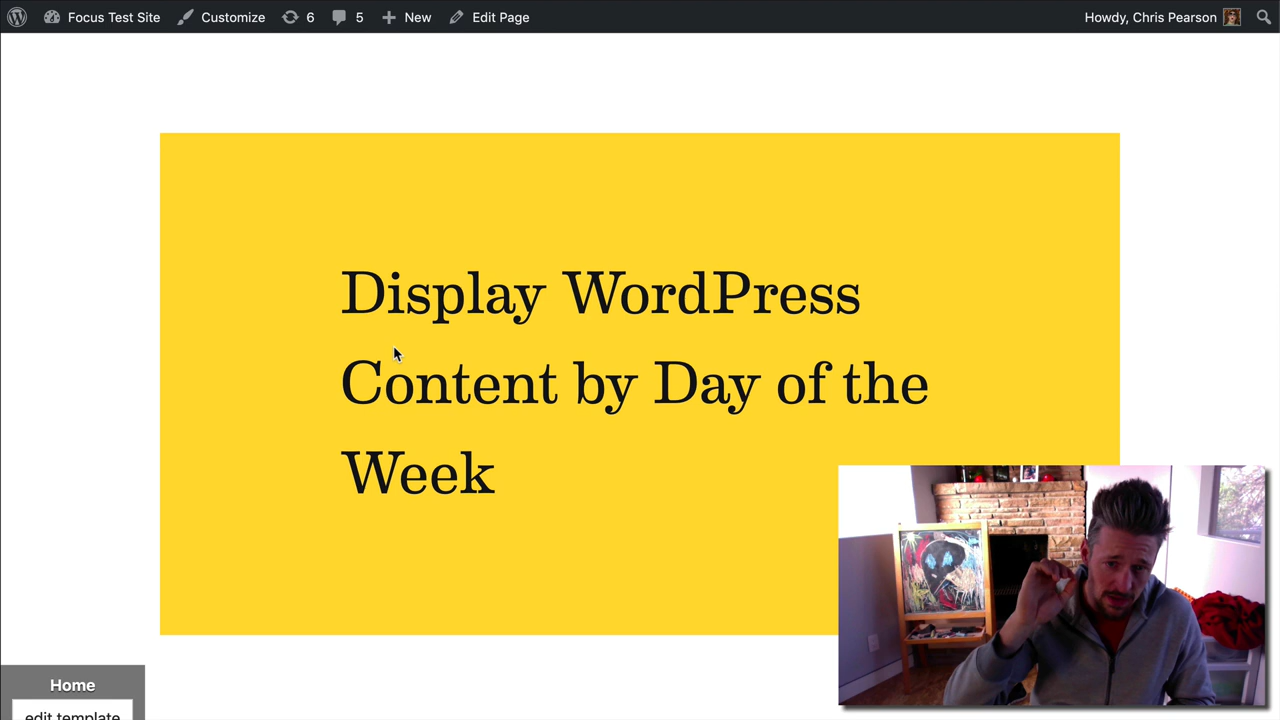 Focus Test Site Customize 6 5 New Edit Page Howdy, Chris Pearson
Display WordPress
Content by Day of the
Week
Home
edit template